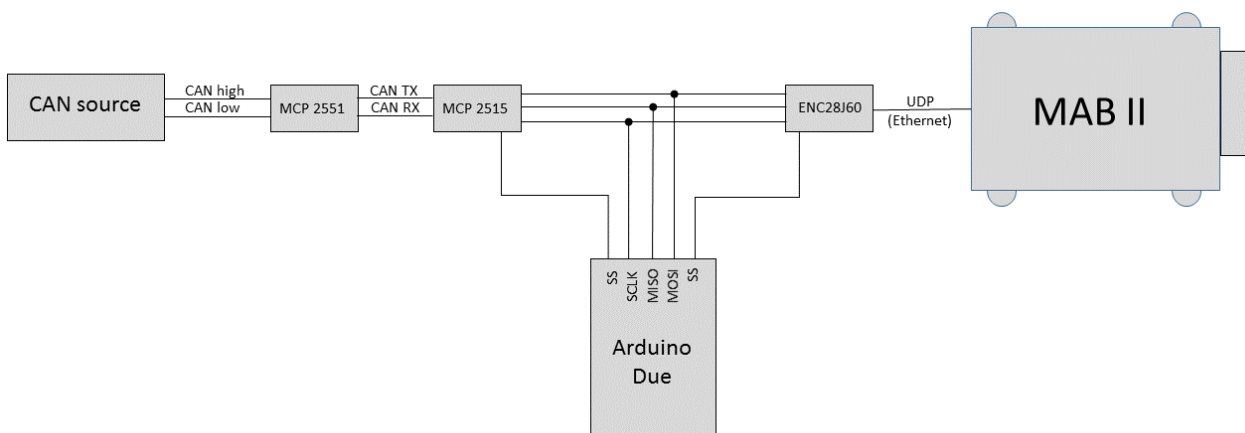 CAN source
CAN high
CAN low
MCP 2551
CAN TX
CAN RX
MCP 2515
ENC28J60
UDP
(Ethernet)
MAB II
SS
SCLK
MISO
MOSI
SS
Arduino
Due